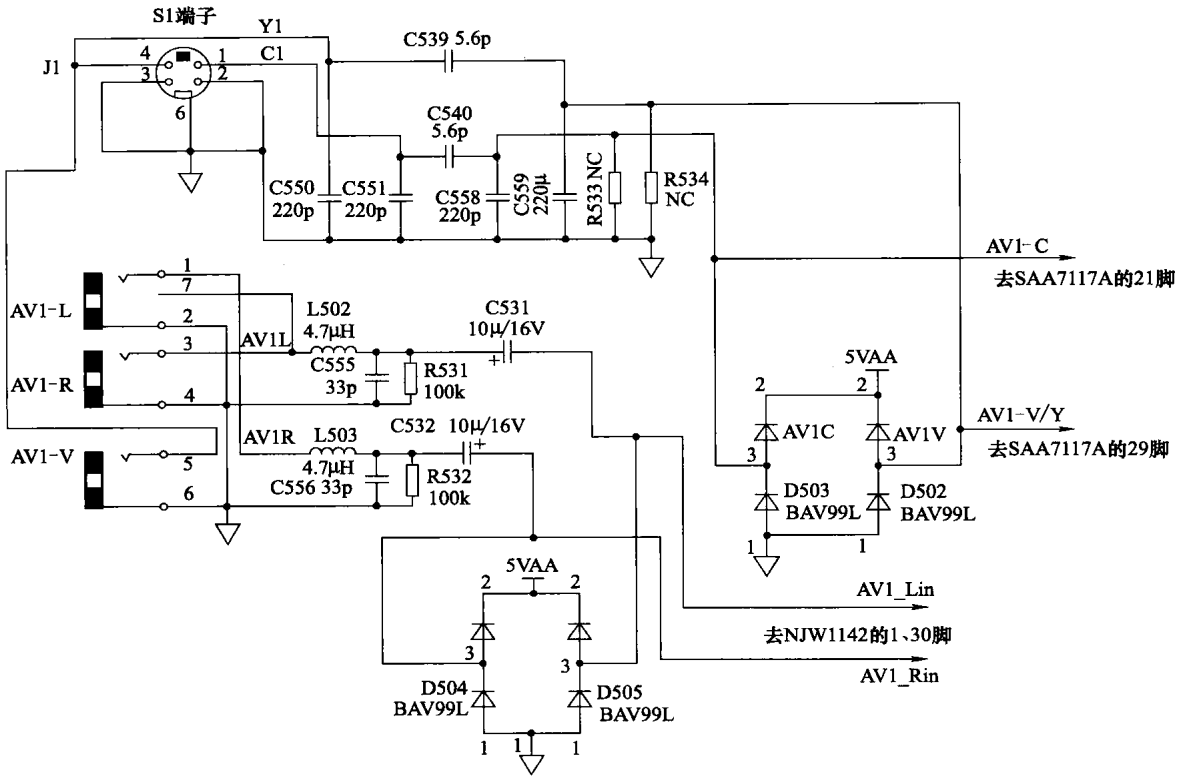 S1端子
Y1
C1
J1
4
1
3
2
6
C539 5.6p
C540
5.6p
C550
220p
C551
220p
C558
220p
C559
220μ
R533 NC
R534
NC
AV1-C
去SAA7117A的21脚
1
7
AV1-L
2
3
AV1L
L502
4.7μH
C531
10μ/16V
C555
33p
R531
100k
AV1-R
4
5VAA
2
2
AV1C
AV1V
3
3
AV1-V/Y
去SAA7117A的29脚
AV1R
L503
4.7μH
C532
10μ/16V
C556 33p
R532
100k
AV1-V
5
6
D503
BAV99L
D502
BAV99L
1
1
5VAA
2
2
3
3
D504
BAV99L
D505
BAV99L
1
1
1
AV1_Lin
去NJW1142的1、30脚
AV1_Rin